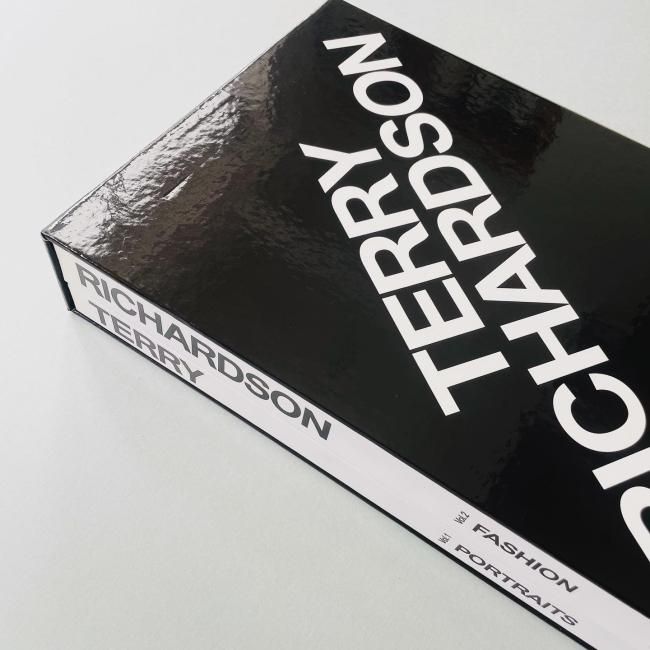 TERRY
RICHARDSON
RICHARDSON
TERRY
Vol.2 FASHION
Vol.1 PORTRAITS